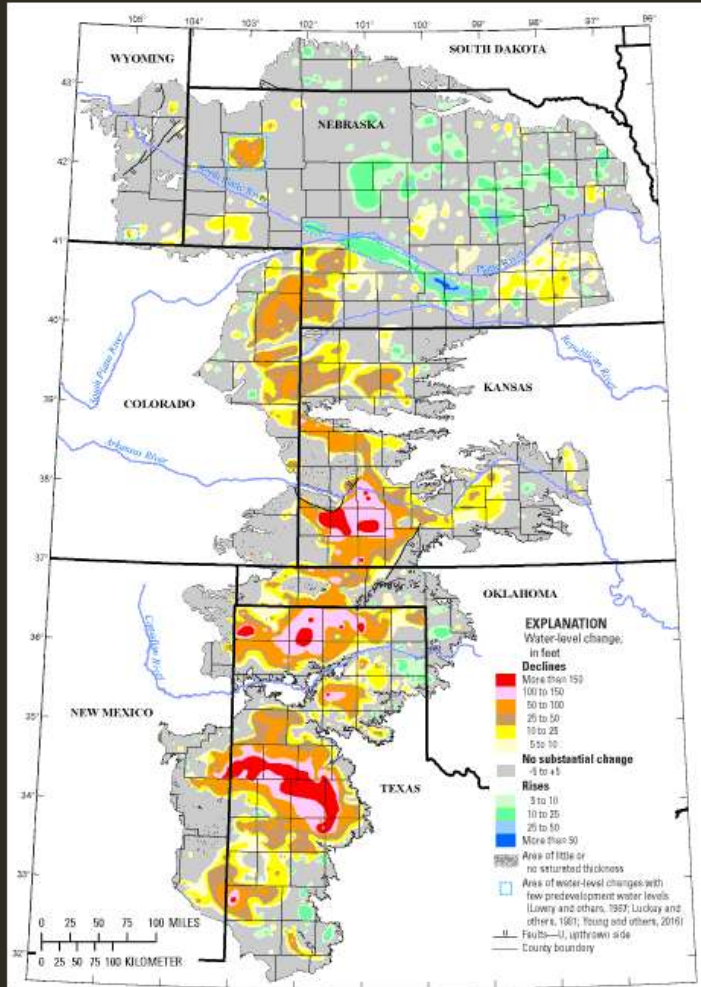 105° 104° 103° 102° 101° 100° 99° 98° 97° 96°
WYOMING
SOUTH DAKOTA
43°
NEBRASKA
42°
North Platte River
41°
Platte River
40°
South Platte River
Republican River
39°
KANSAS
COLORADO
Arkansas River
38°
37°
OKLAHOMA
36°
Canadian River
35°
NEW MEXICO
TEXAS
34°
33°
32°
EXPLANATION
Water-level change,
in feet
Declines
More than 150
100 to 150
50 to 100
25 to 50
10 to 25
5 to 10
No substantial change
-5 to +5
Rises
5 to 10
10 to 25
25 to 50
More than 50
Area of little or
no saturated thickness
Area of water-level changes with
few predevelopment water levels
(Lowry and others, 1967; Luckey and
others, 1981; Young and others, 2016)
U Faults—U, upthrown side
County boundary
0 25 50 75 100 MILES
0 25 50 75 100 KILOMETER